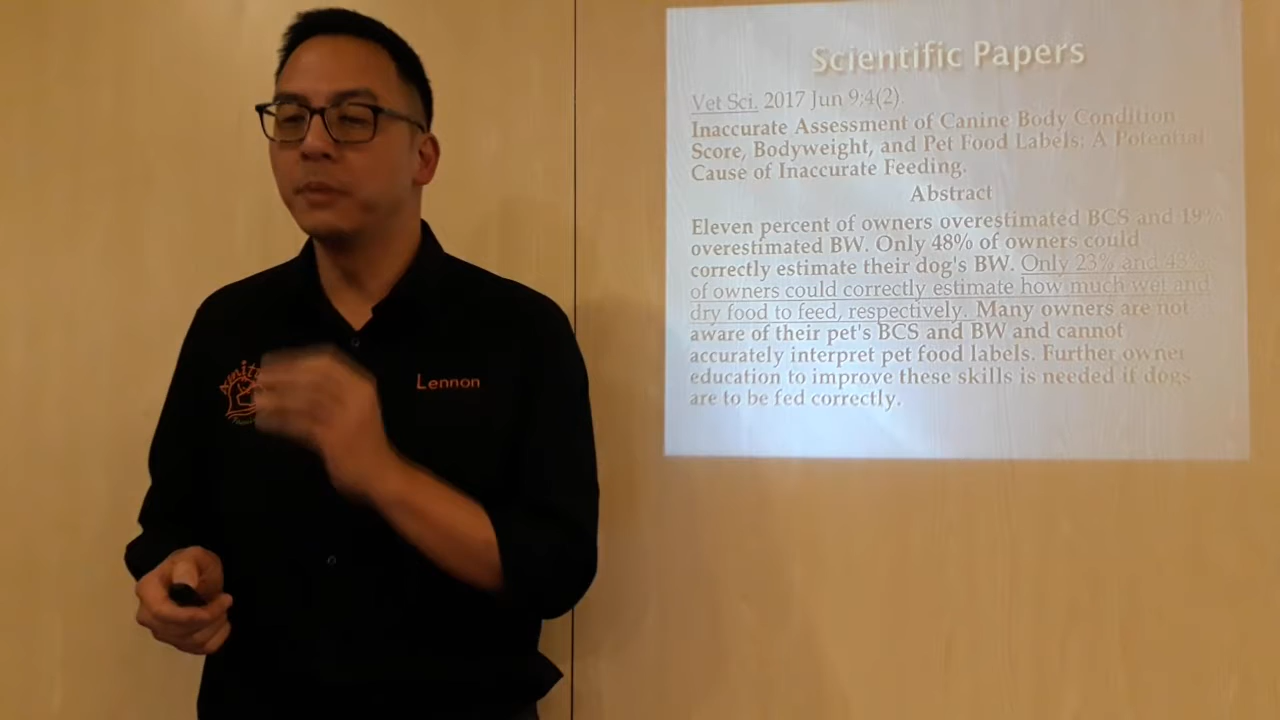 Scientific Papers
Vet Sci. 2017 Jun 9;4(2).
Inaccurate Assessment of Canine Body Condition
Score, Bodyweight, and Pet Food Labels: A Potential
Cause of Inaccurate Feeding.
Abstract
Eleven percent of owners overestimated BCS and 19%
overestimated BW. Only 48% of owners could
correctly estimate their dog's BW. Only 23% and 43%
of owners could correctly estimate how much wet and
dry food to feed, respectively. Many owners are not
aware of their pet's BCS and BW and cannot
accurately interpret pet food labels. Further owner
education to improve these skills is needed if dogs
are to be fed correctly.
Lennon